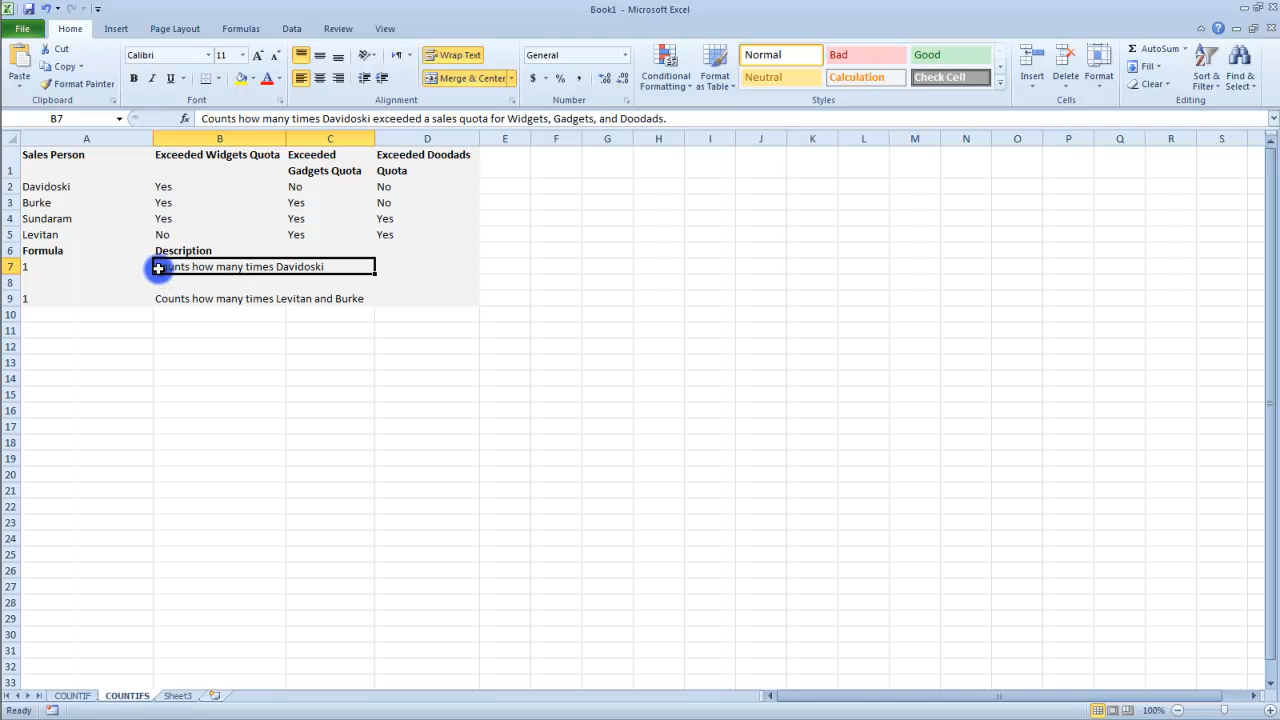 Book1 - Microsoft Excel
File Home Insert Page Layout Formulas Data Review View
Cut
Copy
Format Painter
Paste
Clipboard
Calibri 11
B I U
Font
Wrap Text
Merge & Center
Alignment
General
$ % ,
Number
Conditional Formatting
Format as Table
Normal Bad Good
Neutral Calculation Check Cell
Styles
Insert Delete Format
Cells
AutoSum
Fill
Clear
Sort & Filter
Find & Select
Editing
B7 fx Counts how many times Davidoski exceeded a sales quota for Widgets, Gadgets, and Doodads.
A B C D E F G H I J K L M N O P Q R S
1 Sales Person Exceeded Widgets Quota Exceeded Gadgets Quota Exceeded Doodads Quota
2 Davidoski Yes No No
3 Burke Yes Yes No
4 Sundaram Yes Yes Yes
5 Levitan No Yes Yes
6 Formula Description
7 1 how many times Davidoski
8
9 1 Counts how many times Levitan and Burke
10
11
12
13
14
15
16
17
18
19
20
21
22
23
24
25
26
27
28
29
30
31
32
33
COUNTIF COUNTIFS Sheet3
Ready 100%